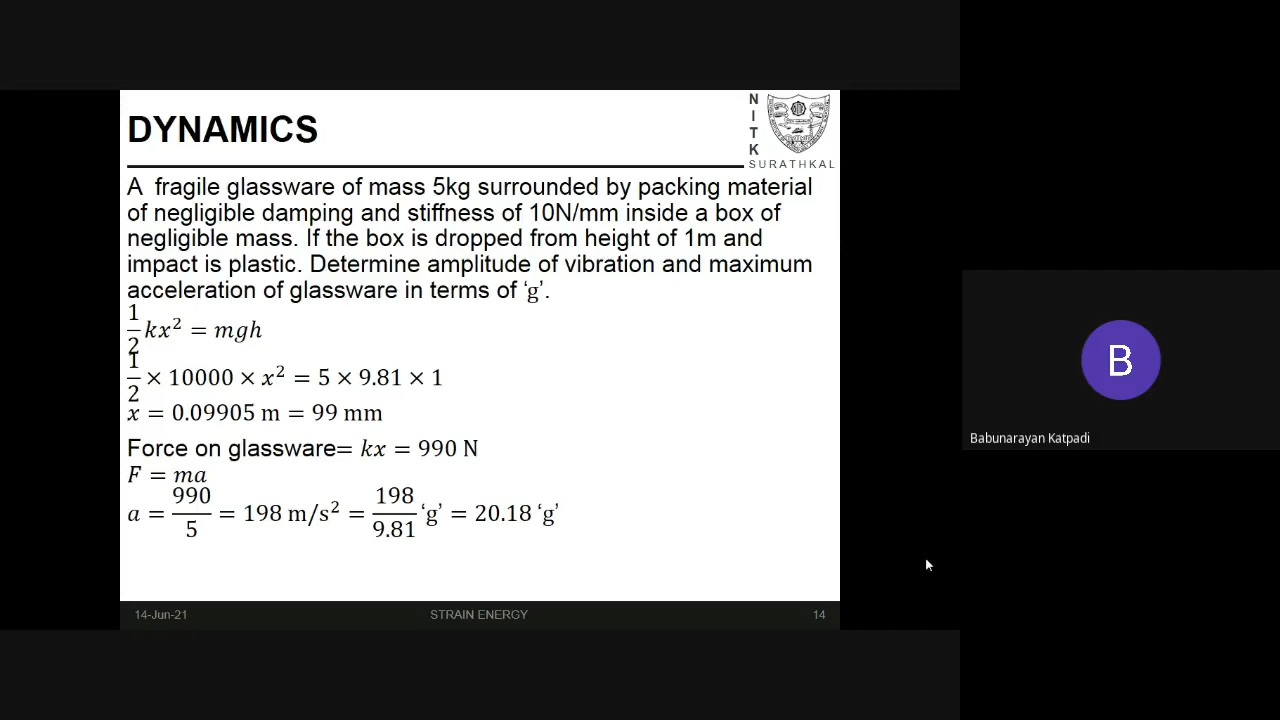 DYNAMICS
N
I
T
K
SURATHKAL
A fragile glassware of mass 5kg surrounded by packing material
of negligible damping and stiffness of 10N/mm inside a box of
negligible mass. If the box is dropped from height of 1m and
impact is plastic. Determine amplitude of vibration and maximum
acceleration of glassware in terms of ‘g’.
1/2 kx² = mgh
1/2 × 10000 × x² = 5 × 9.81 × 1
x = 0.09905 m = 99 mm
Force on glassware= kx = 990 N
F = ma
a = 990/5 = 198 m/s² = 198/9.81 ‘g’ = 20.18 ‘g’
14-Jun-21
STRAIN ENERGY
14
B
Babunarayan Katpadi